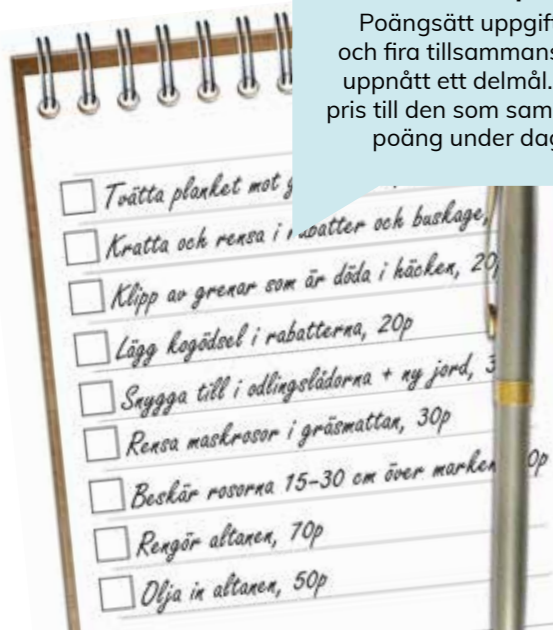 Poängsätt uppgift
och fira tillsammans
uppnått ett delmål.
pris till den som sam
poäng under dag
Tvätta planket mot g
Kratta och rensa i rabatter och buskage,
Klipp av grenar som är döda i häcken, 20
Lägg kogödsel i rabatterna, 20p
Snygga till i odlingslådorna + ny jord, 3
Rensa maskrosor i gräsmattan, 30p
Beskär rosorna 15-30 cm över marken 0p
Rengör altanen, 70p
Olja in altanen, 50p